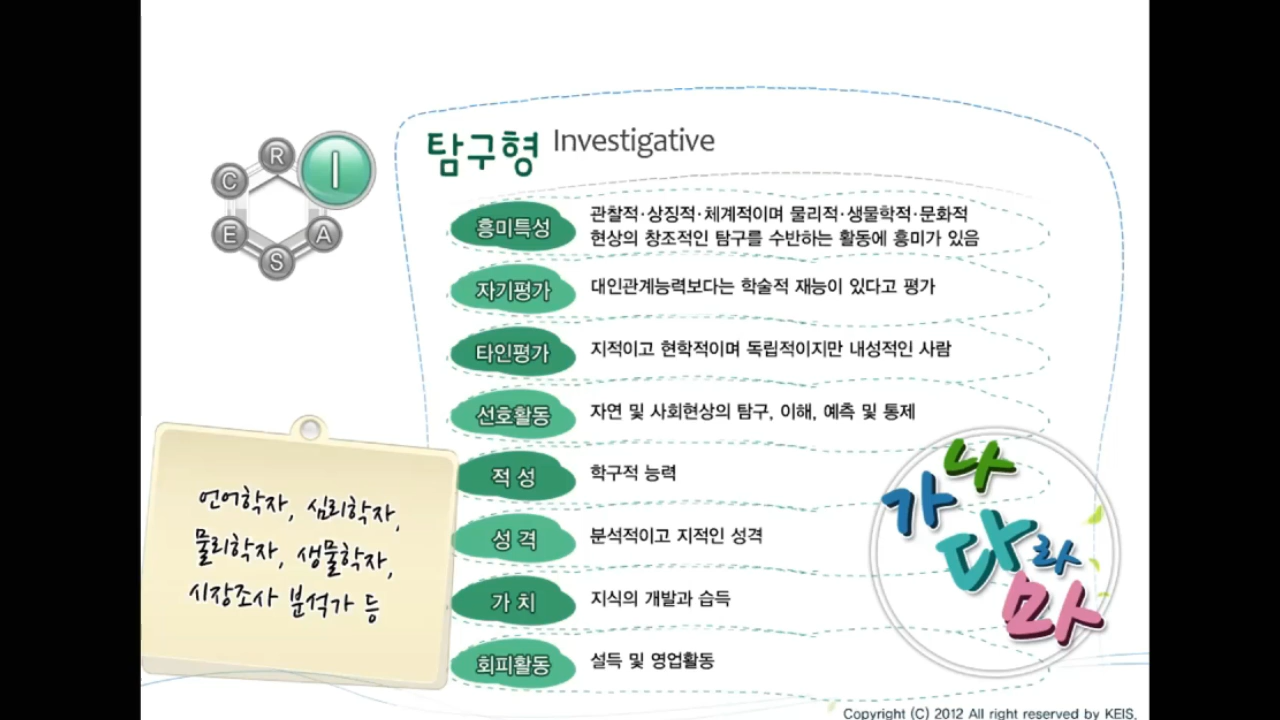 탐구형 Investigative
R
I
C
E
A
S
흥미특성
관찰적·상징적·체계적이며 물리적·생물학적·문화적
현상의 창조적인 탐구를 수반하는 활동에 흥미가 있음
자기평가
대인관계능력보다는 학술적 재능이 있다고 평가
타인평가
지적이고 현학적이며 독립적이지만 내성적인 사람
선호활동
자연 및 사회현상의 탐구, 이해, 예측 및 통제
적 성
학구적 능력
성 격
분석적이고 지적인 성격
가 치
지식의 개발과 습득
회피활동
설득 및 영업활동
언어학자, 심리학자,
물리학자, 생물학자,
시장조사 분석가 등
가 나
다 라
마
Copyright (C) 2012 All right reserved by KEIS.